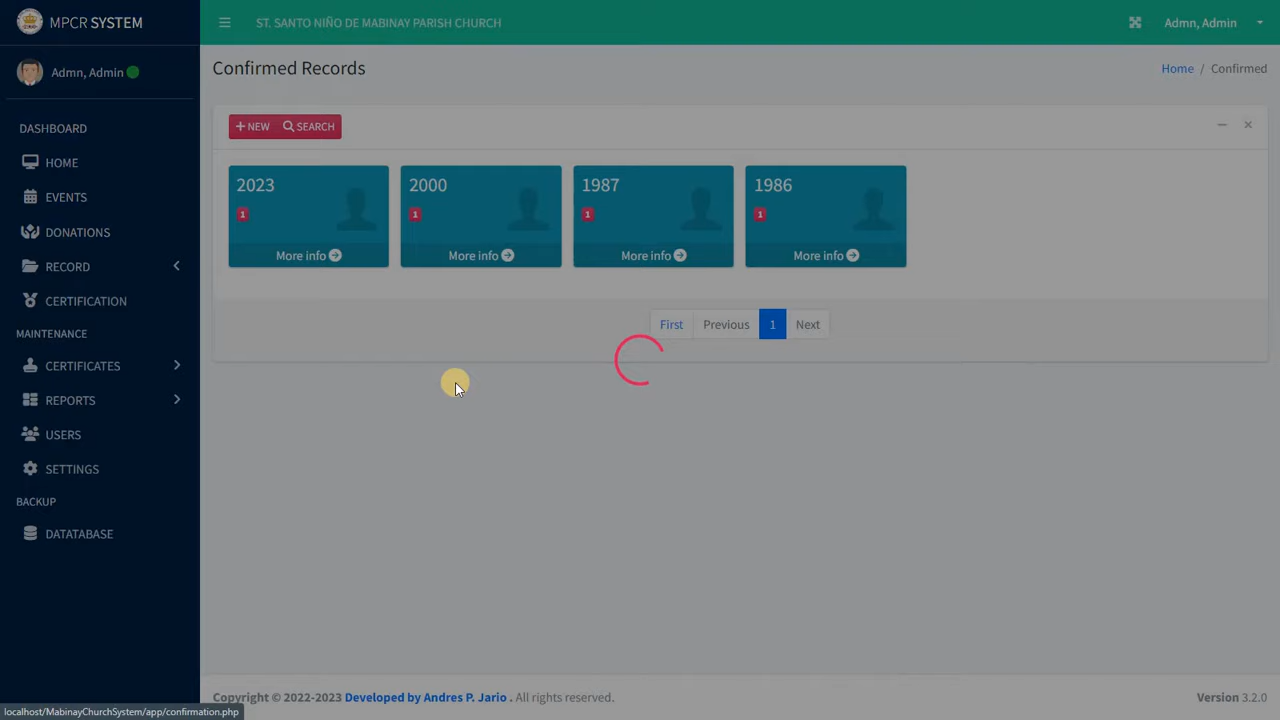 MPCR SYSTEM
ST. SANTO NIÑO DE MABINAY PARISH CHURCH
Admn, Admin
Admn, Admin
Confirmed Records
Home / Confirmed
DASHBOARD
HOME
EVENTS
DONATIONS
RECORD
CERTIFICATION
MAINTENANCE
CERTIFICATES
REPORTS
USERS
SETTINGS
BACKUP
DATATABASE
NEW SEARCH
2023
1
More info
2000
1
More info
1987
1
More info
1986
1
More info
First Previous 1 Next
Copyright © 2022-2023 Developed by Andres P. Jario . All rights reserved.
Version 3.2.0
localhost/MabinayChurchSystem/app/confirmation.php